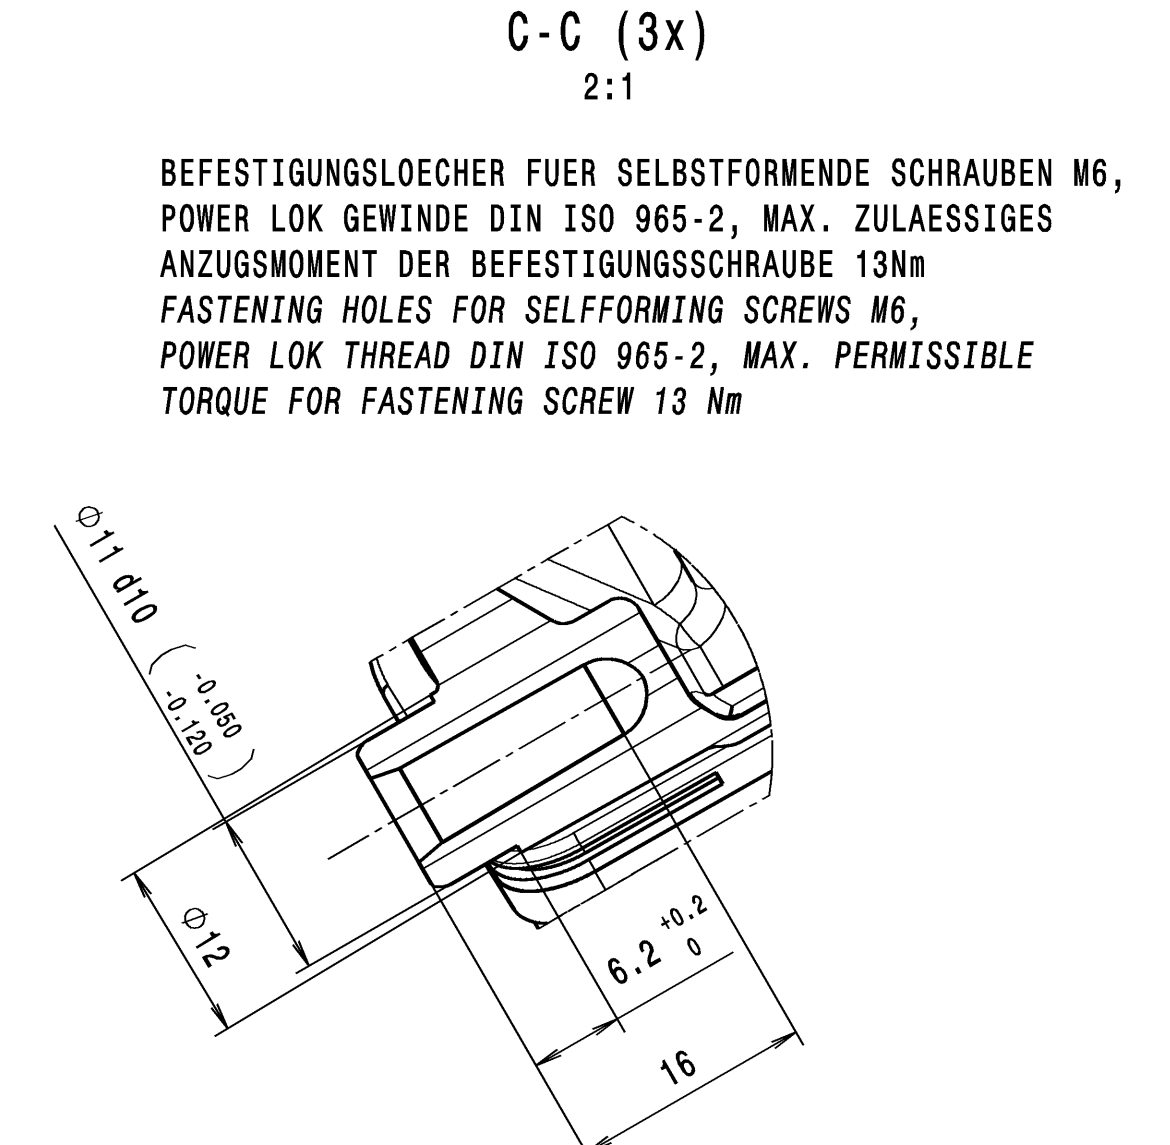 C-C (3x)
2:1
BEFESTIGUNGSLOECHER FUER SELBSTFORMENDE SCHRAUBEN M6,
POWER LOK GEWINDE DIN ISO 965-2, MAX. ZULAESSIGES
ANZUGSMOMENT DER BEFESTIGUNGSSCHRAUBE 13Nm
FASTENING HOLES FOR SELFFORMING SCREWS M6,
POWER LOK THREAD DIN ISO 965-2, MAX. PERMISSIBLE
TORQUE FOR FASTENING SCREW 13 Nm
Φ11 d10 ( -0.050
-0.120 )
Φ12
6.2 +0.2
0
16